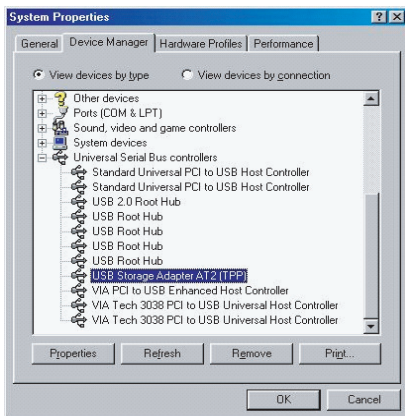 System Properties
General
Device Manager
Hardware Profiles
Performance
View devices by type
View devices by connection
Other devices
Ports (COM & LPT)
Sound, video and game controllers
System devices
Universal Serial Bus controllers
Standard Universal PCI to USB Host Controller
Standard Universal PCI to USB Host Controller
USB 2.0 Root Hub
USB Root Hub
USB Root Hub
USB Root Hub
USB Root Hub
USB Storage Adapter AT2 (TPP)
VIA PCI to USB Enhanced Host Controller
VIA Tech 3038 PCI to USB Universal Host Controller
VIA Tech 3038 PCI to USB Universal Host Controller
Properties
Refresh
Remove
Print...
OK
Cancel